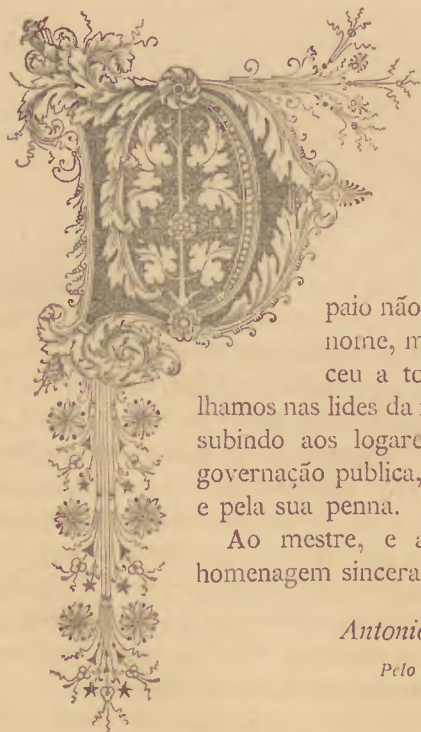 paio não
nome, m
ceu a to
lhamos nas lides da
subindo aos logare
governação publica,
e pela sua penna.
Ao mestre, e a
homenagem sincera
Antonio
Pelo